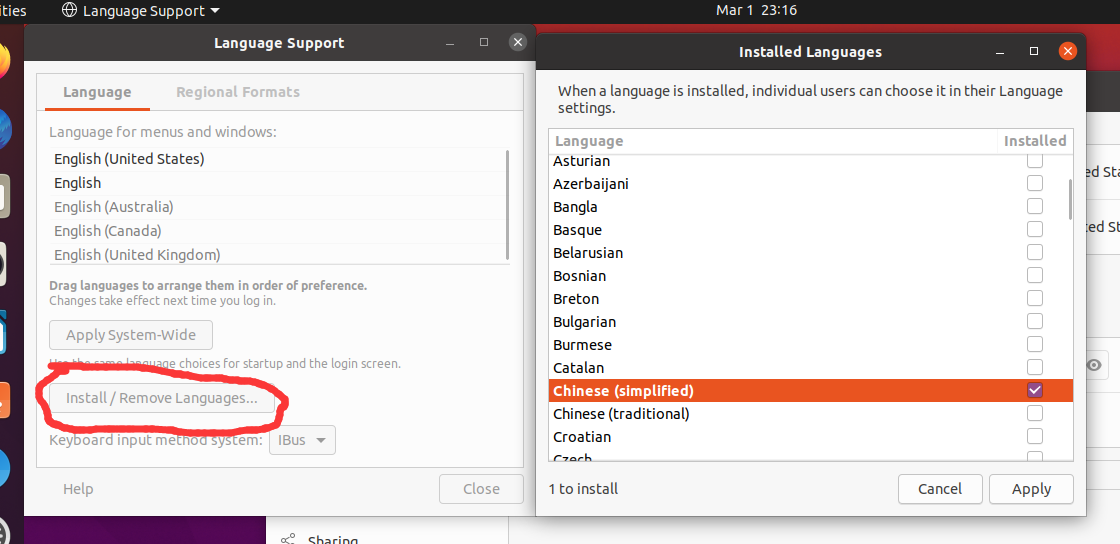 ities
Language Support
Mar 1 23:16
Language Support
Language
Regional Formats
Language for menus and windows:
English (United States)
English
English (Australia)
English (Canada)
English (United Kingdom)
Drag languages to arrange them in order of preference.
Changes take effect next time you log in.
Apply System-Wide
Use the same language choices for startup and the login screen.
Install / Remove Languages...
Keyboard input method system:
IBus
Help
Close
Installed Languages
When a language is installed, individual users can choose it in their Language
settings.
Language
Installed
Asturian
Azerbaijani
Bangla
Basque
Belarusian
Bosnian
Breton
Bulgarian
Burmese
Catalan
Chinese (simplified)
Chinese (traditional)
Croatian
Czech
1 to install
Cancel
Apply
ed Sta
ed St
Sharing